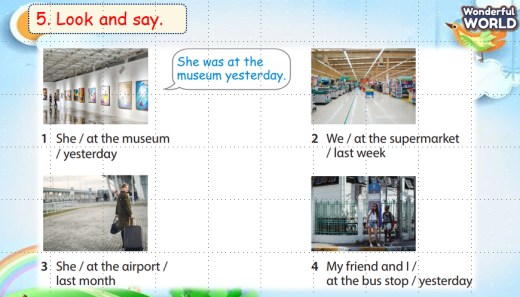 5. Look and say.
Wonderful
WORLD
She was at the
museum yesterday.
1 She / at the museum
/ yesterday
2 We / at the supermarket
/ last week
3 She / at the airport /
last month
4 My friend and I /
at the bus stop / yesterday